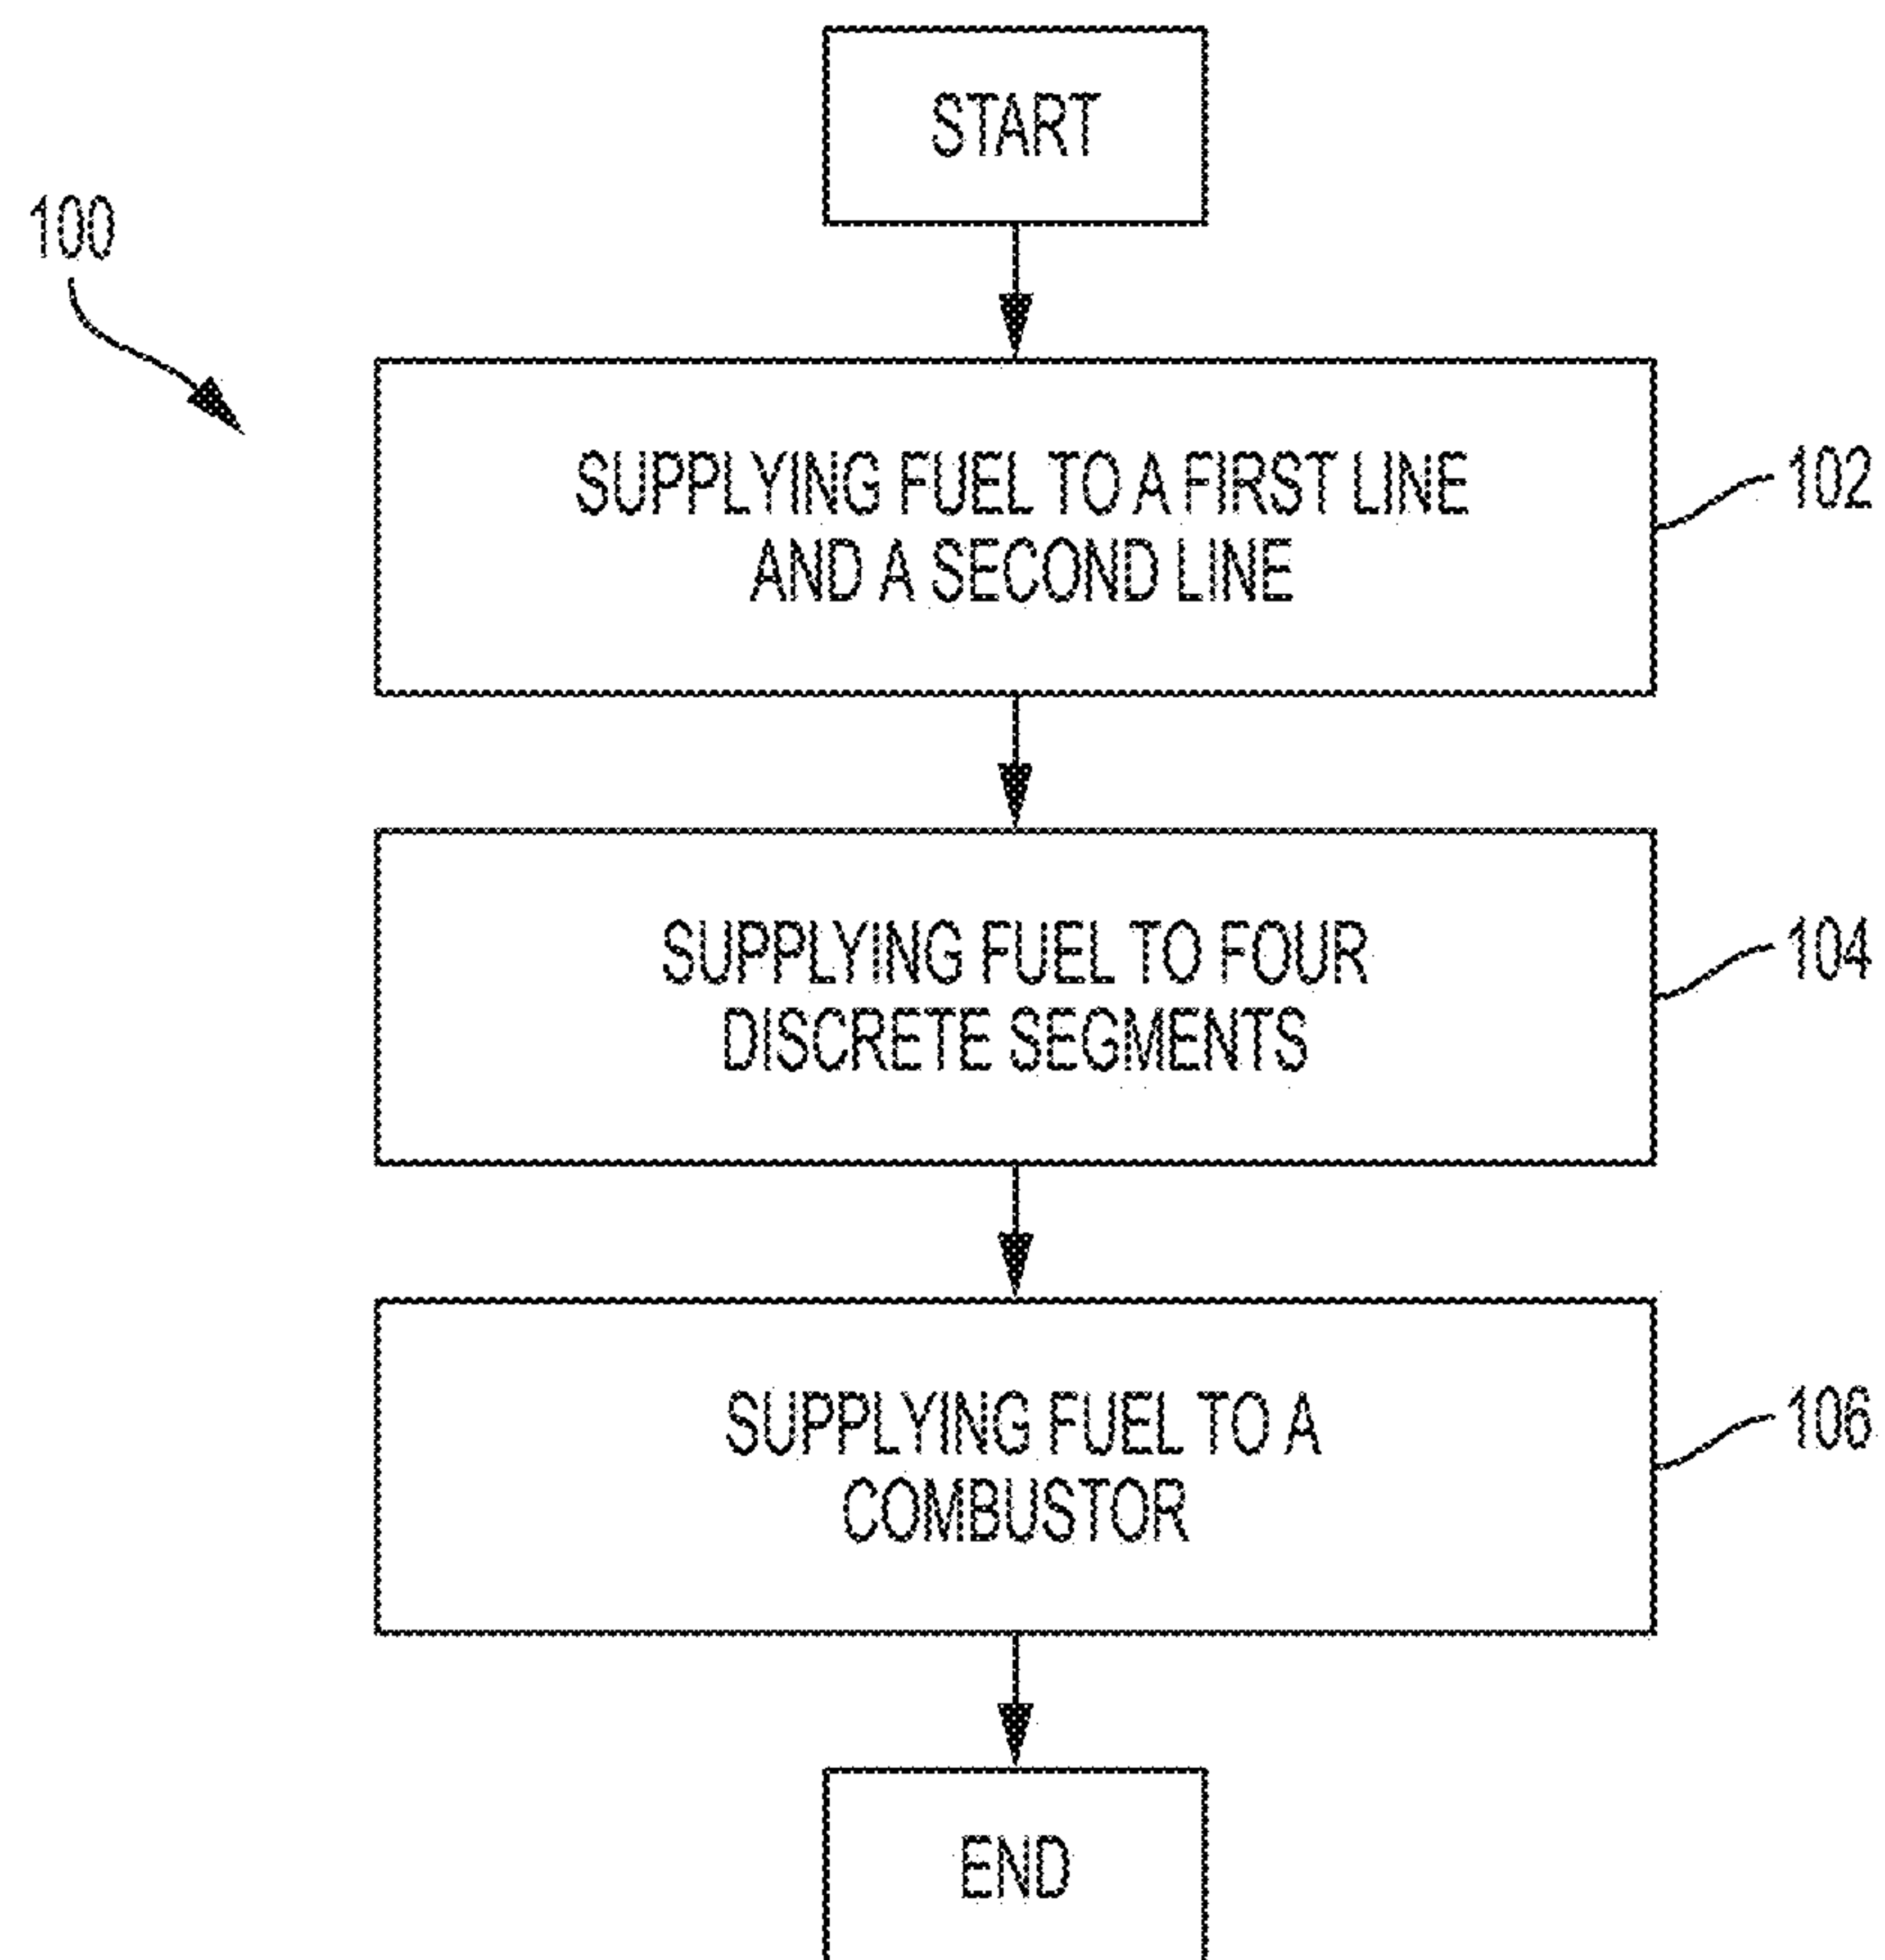 START
100
SUPPLYING FUEL TO A FIRST LINE
AND A SECOND LINE
102
SUPPLYING FUEL TO FOUR
DISCRETE SEGMENTS
104
SUPPLYING FUEL TO A
COMBUSTOR
106
END